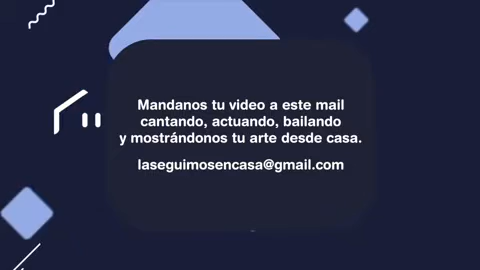 Mandanos tu video a este mail
cantando, actuando, bailando
y mostrándonos tu arte desde casa.
laseguimosencasa@gmail.com